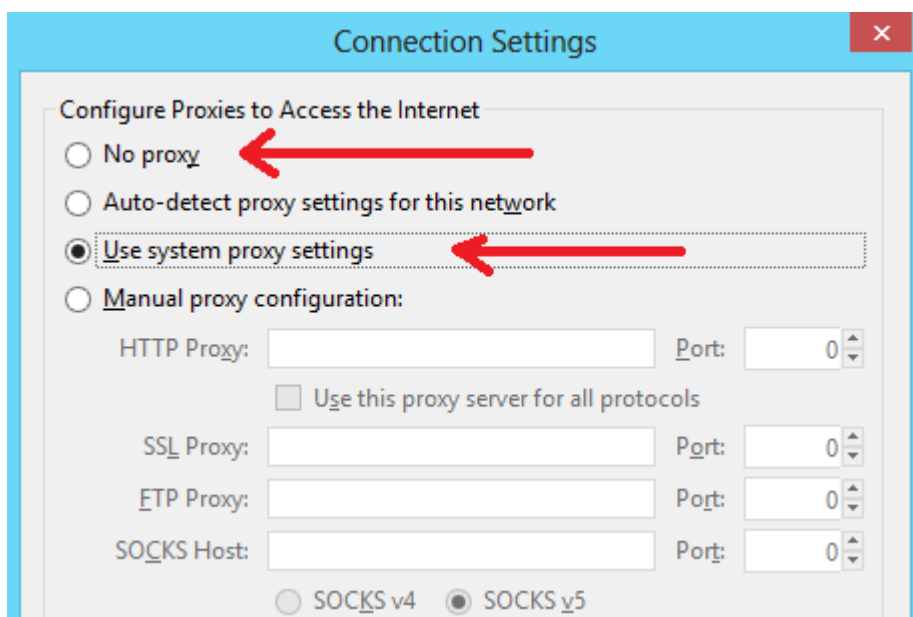 Connection Settings
Configure Proxies to Access the Internet
No proxy
Auto-detect proxy settings for this network
Use system proxy settings
Manual proxy configuration:
HTTP Proxy: Port: 0
Use this proxy server for all protocols
SSL Proxy: Port: 0
FTP Proxy: Port: 0
SOCKS Host: Port: 0
SOCKS v4 SOCKS v5